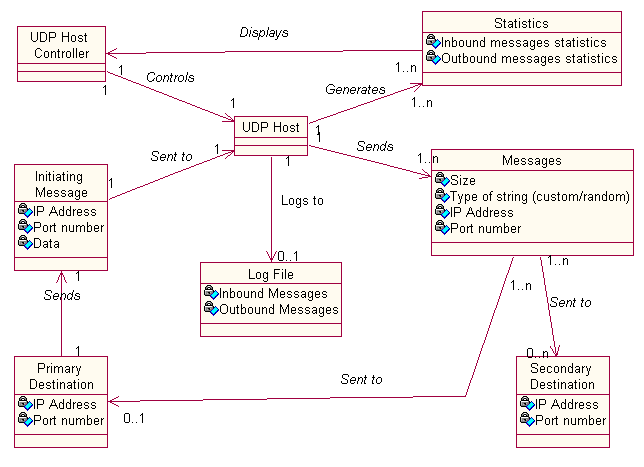 UDP Host
Controller
1
1
Controls
1
Displays
Statistics
Inbound messages statistics
Outbound messages statistics
1..n
1..n
Generates
UDP Host
1
1
1
1
Sends
1..n
Messages
Size
Type of string (custom/random)
IP Address
Port number
1..n
1..n
Initiating
Message
IP Address
Port number
Data
1
1
Sent to
Logs to
0..1
Log File
Inbound Messages
Outbound Messages
Sends
1
Primary
Destination
IP Address
Port number
0..1
Sent to
Sent to
0..n
Secondary
Destination
IP Address
Port number